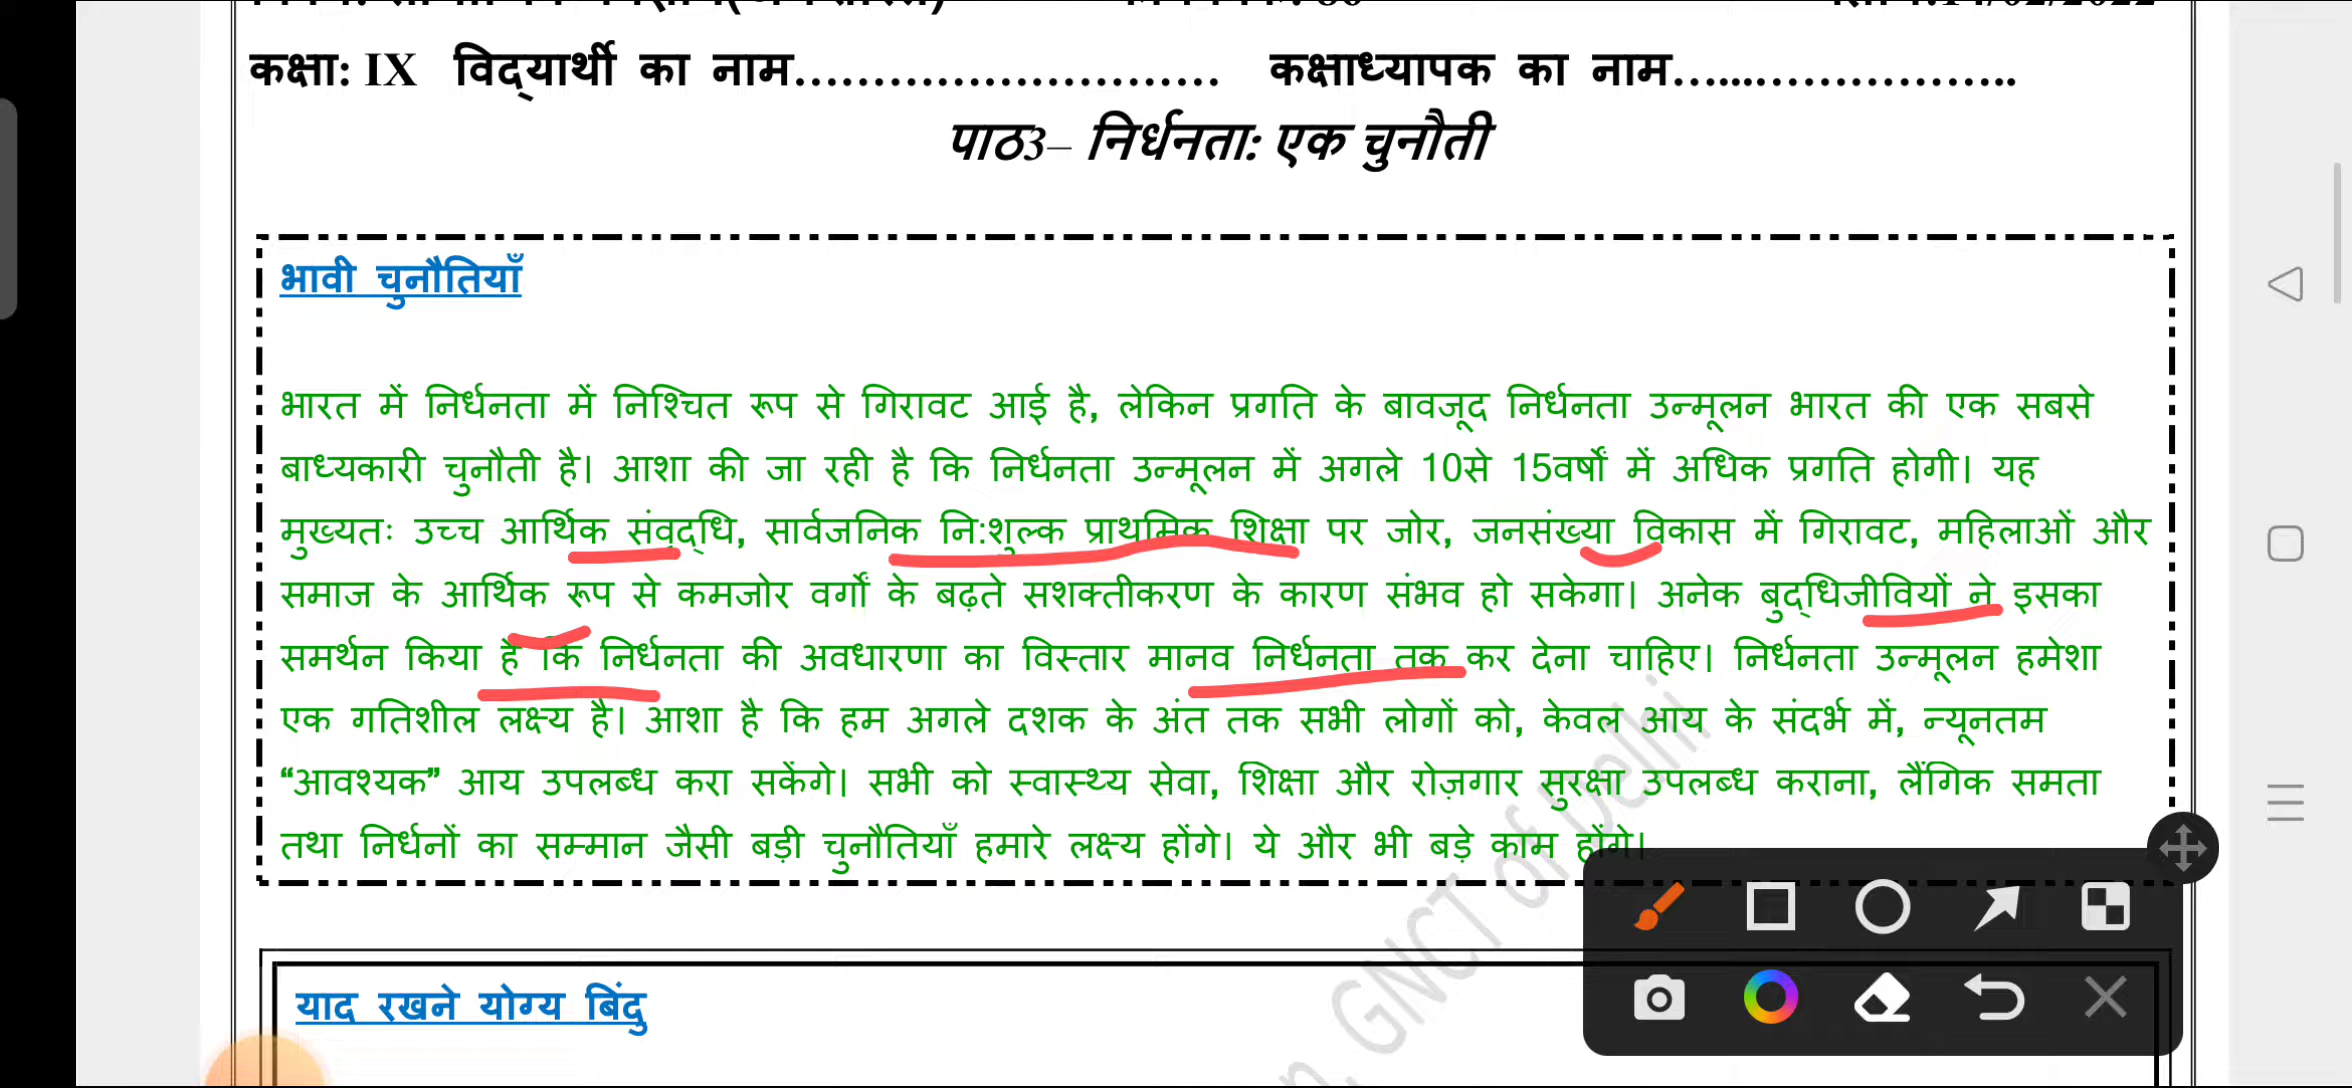 कक्षा: IX विद्यार्थी का नाम........................... कक्षाध्यापक का नाम......................
पाठ3– निर्धनता: एक चुनौती
भावी चुनौतियाँ
भारत में निर्धनता में निश्चित रूप से गिरावट आई है, लेकिन प्रगति के बावजूद निर्धनता उन्मूलन भारत की एक सबसे
बाध्यकारी चुनौती है। आशा की जा रही है कि निर्धनता उन्मूलन में अगले 10से 15वर्षों में अधिक प्रगति होगी। यह
मुख्यतः उच्च आर्थिक संवृद्धि, सार्वजनिक नि:शुल्क प्राथमिक शिक्षा पर जोर, जनसंख्या विकास में गिरावट, महिलाओं और
समाज के आर्थिक रूप से कमजोर वर्गों के बढ़ते सशक्तीकरण के कारण संभव हो सकेगा। अनेक बुद्धिजीवियों ने इसका
समर्थन किया है कि निर्धनता की अवधारणा का विस्तार मानव निर्धनता तक कर देना चाहिए। निर्धनता उन्मूलन हमेशा
एक गतिशील लक्ष्य है। आशा है कि हम अगले दशक के अंत तक सभी लोगों को, केवल आय के संदर्भ में, न्यूनतम
“आवश्यक” आय उपलब्ध करा सकेंगे। सभी को स्वास्थ्य सेवा, शिक्षा और रोज़गार सुरक्षा उपलब्ध कराना, लैंगिक समता
तथा निर्धनों का सम्मान जैसी बड़ी चुनौतियाँ हमारे लक्ष्य होंगे। ये और भी बड़े काम होंगे।
याद रखने योग्य बिंदु
GNCT of Delhi